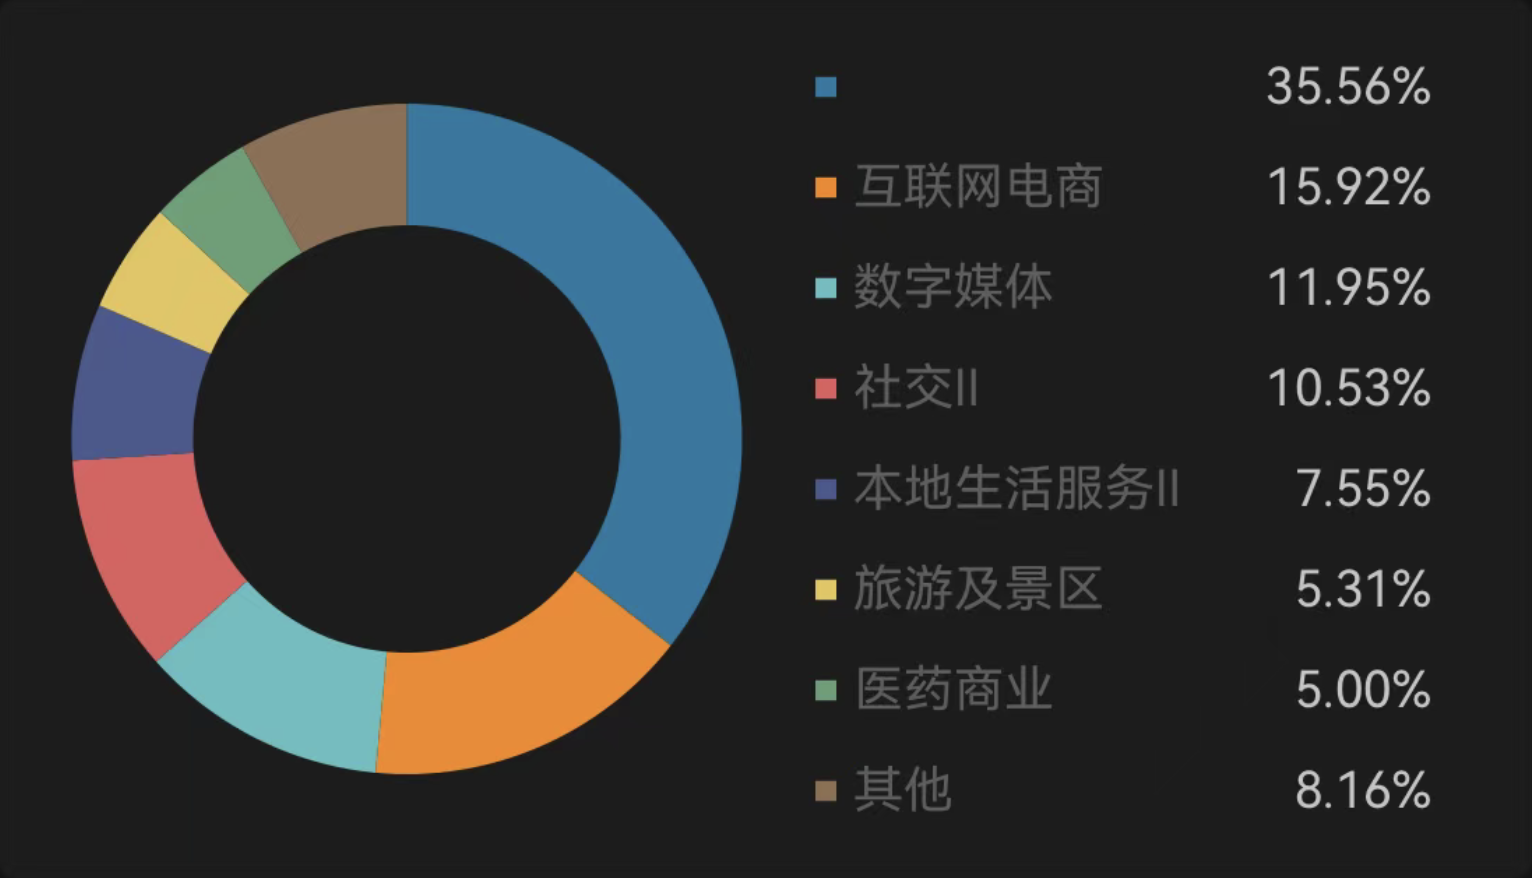 35.56%
互联网电商 15.92%
数字媒体 11.95%
社交II 10.53%
本地生活服务II 7.55%
旅游及景区 5.31%
医药商业 5.00%
其他 8.16%